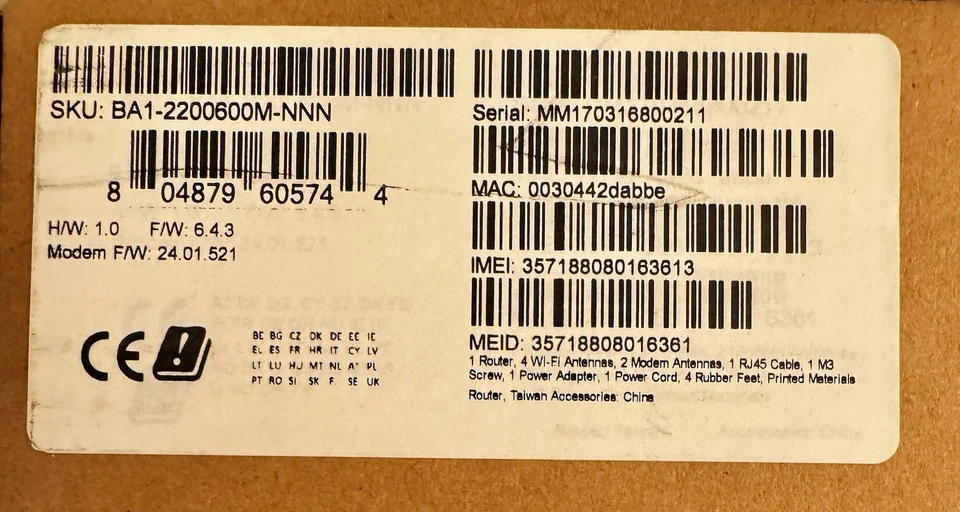 SKU: BA1-2200600M-NNN
8 04879 60574 4
H/W: 1.0 F/W: 6.4.3
Modem F/W: 24.01.521
CE !
BE BG CZ DK DE EE IE
EL ES FR HR IT CY LV
LT LU HU MT NL AT PL
PT RO SI SK FI SE UK
Serial: MM170316800211
MAC: 0030442dabbe
IMEI: 357188080163613
MEID: 35718808016361
1 Router, 4 Wi-Fi Antennas, 2 Modem Antennas, 1 RJ45 Cable, 1 M3
Screw, 1 Power Adapter, 1 Power Cord, 4 Rubber Feet, Printed Materials
Router, Taiwan Accessories: China